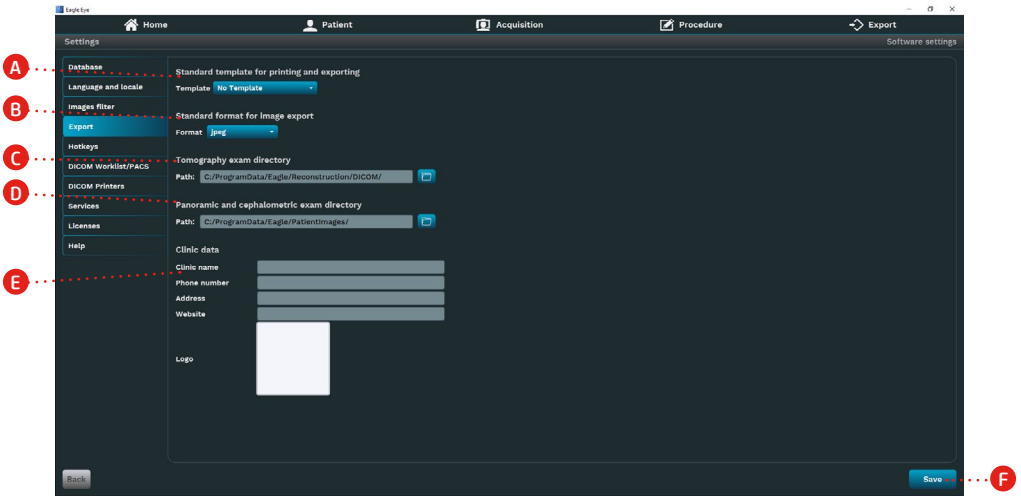 Eagle Eye
Home Patient Acquisition Procedure Export
Settings Software settings
A
B
C
D
E
Database
Language and locale
Images filter
Export
Hotkeys
DICOM Worklist/PACS
DICOM Printers
Services
Licenses
Help
Standard template for printing and exporting
Template No Template
Standard format for image export
Format jpeg
Tomography exam directory
Path: C:/ProgramData/Eagle/Reconstruction/DICOM/
Panoramic and cephalometric exam directory
Path: C:/ProgramData/Eagle/PatientImages/
Clinic data
Clinic name
Phone number
Address
Website
Logo
Back Save F